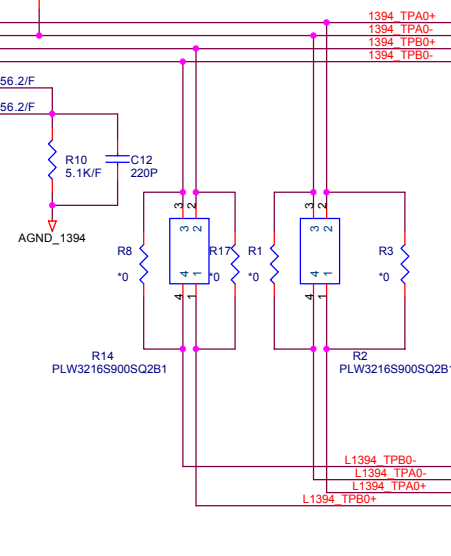 1394_TPA0+
1394_TPA0-
1394_TPB0+
1394_TPB0-
56.2/F
56.2/F
R10
5.1K/F
C12
220P
AGND_1394
3 2
3 2
4 1
4 1
R8
*0
R17
*0
3 2
3 2
4 1
4 1
R1
*0
R3
*0
R14
PLW3216S900SQ2B1
R2
PLW3216S900SQ2B1
L1394_TPB0-
L1394_TPA0-
L1394_TPA0+
L1394_TPB0+